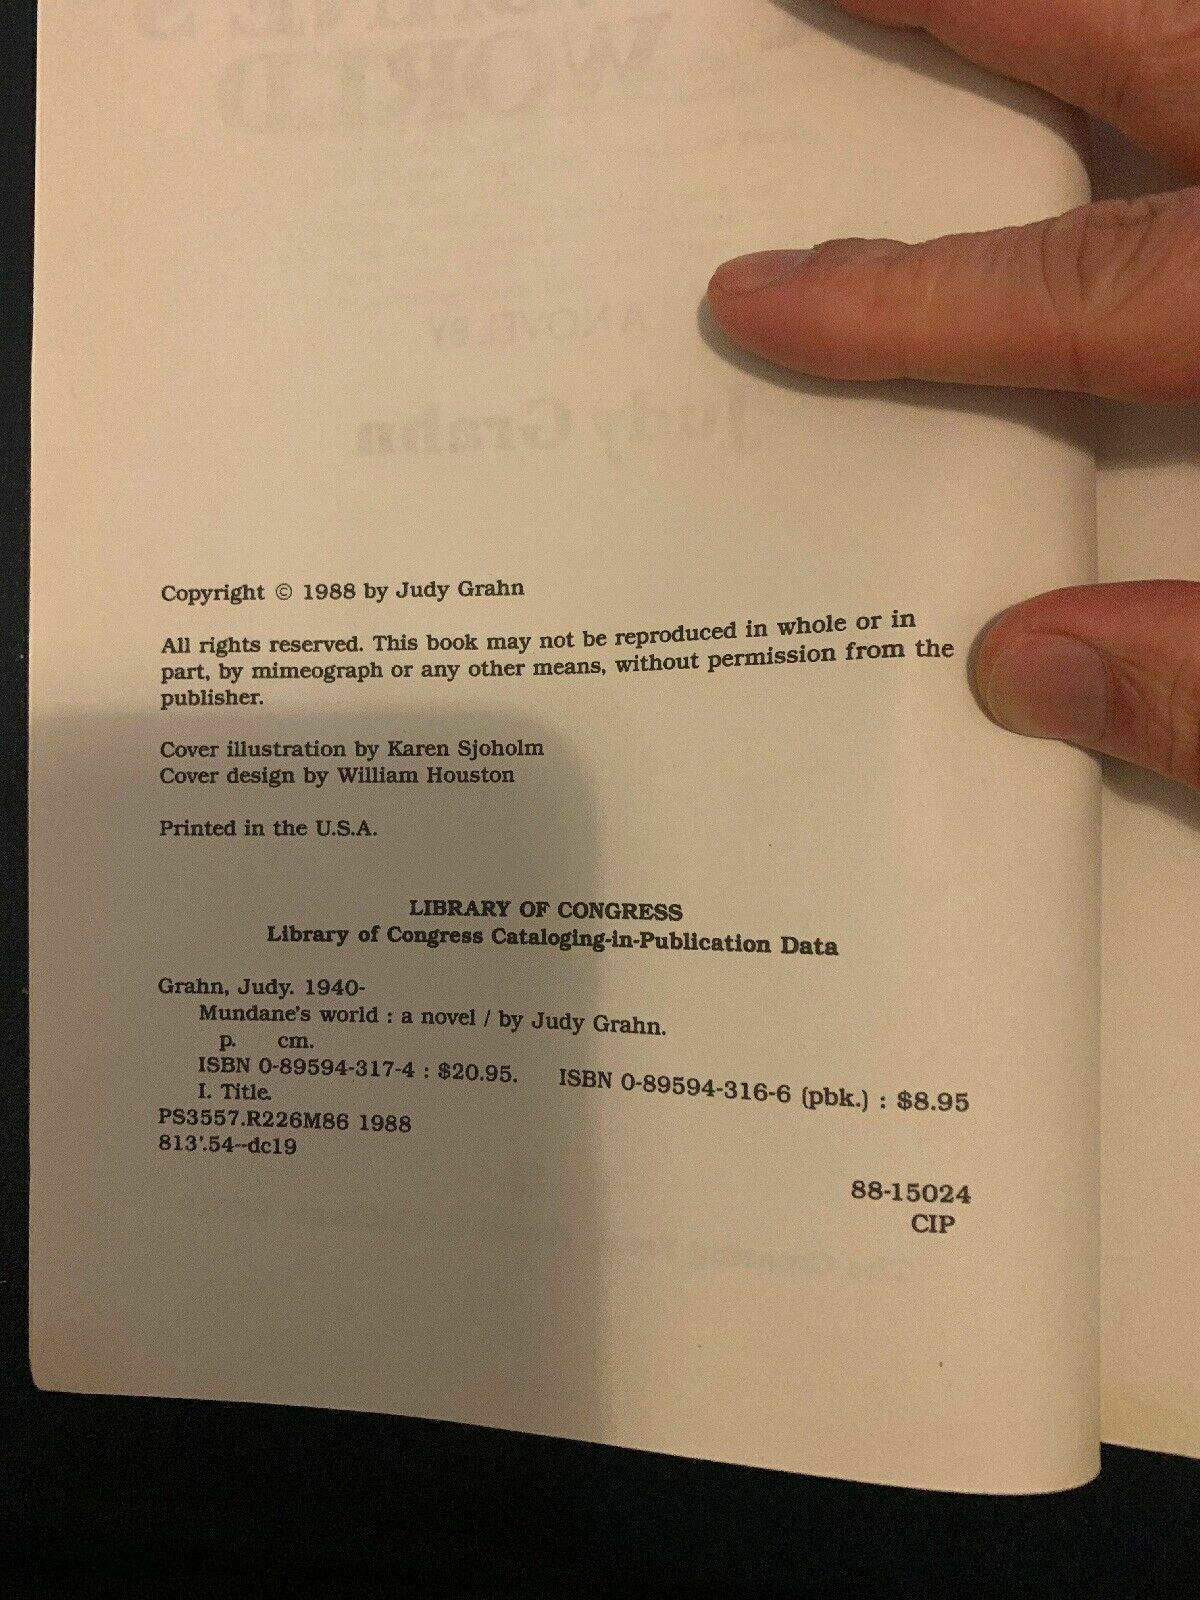 Copyright © 1988 by Judy Grahn
All rights reserved. This book may not be reproduced in whole or in
part, by mimeograph or any other means, without permission from the
publisher.
Cover illustration by Karen Sjoholm
Cover design by William Houston
Printed in the U.S.A.
LIBRARY OF CONGRESS
Library of Congress Cataloging-in-Publication Data
Grahn, Judy. 1940-
Mundane's world : a novel / by Judy Grahn.
p. cm.
ISBN 0-89594-317-4 : $20.95. ISBN 0-89594-316-6 (pbk.) : $8.95
I. Title.
PS3557.R226M86 1988
813'.54--dc19
88-15024
CIP